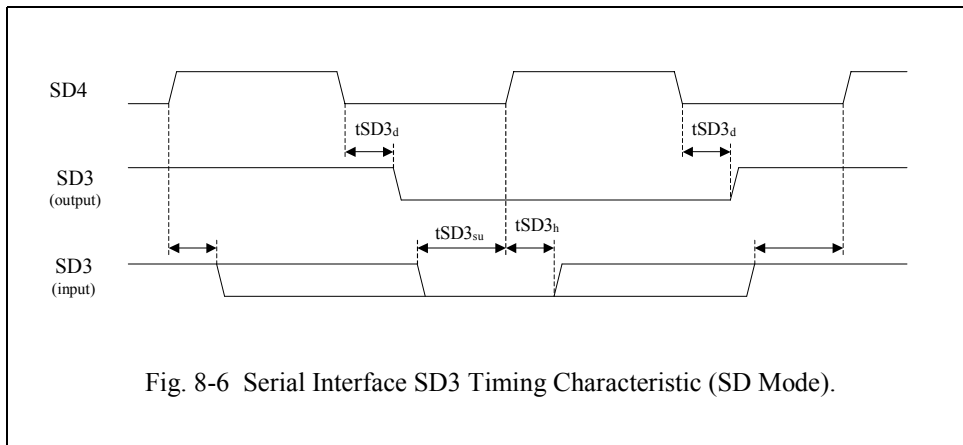 SD4
tSD3d
tSD3d
SD3
(output)
tSD3su
tSD3h
SD3
(input)
Fig. 8-6 Serial Interface SD3 Timing Characteristic (SD Mode).